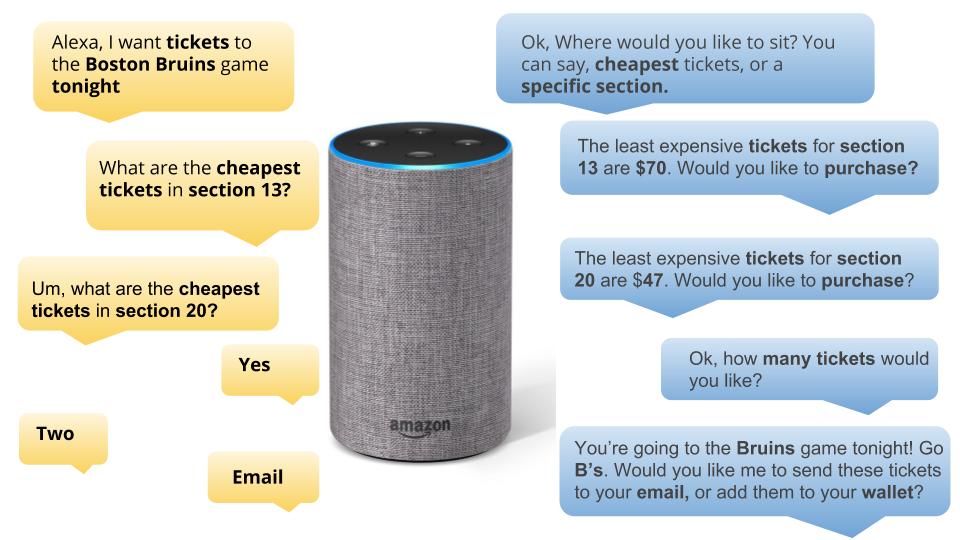 Alexa, I want tickets to
the Boston Bruins game
tonight
Ok, Where would you like to sit? You
can say, cheapest tickets, or a
specific section.
What are the cheapest
tickets in section 13?
The least expensive tickets for section
13 are $70. Would you like to purchase?
Um, what are the cheapest
tickets in section 20?
The least expensive tickets for section
20 are $47. Would you like to purchase?
Yes
Ok, how many tickets would
you like?
Two
You’re going to the Bruins game tonight! Go
B’s. Would you like me to send these tickets
to your email, or add them to your wallet?
Email
amazon